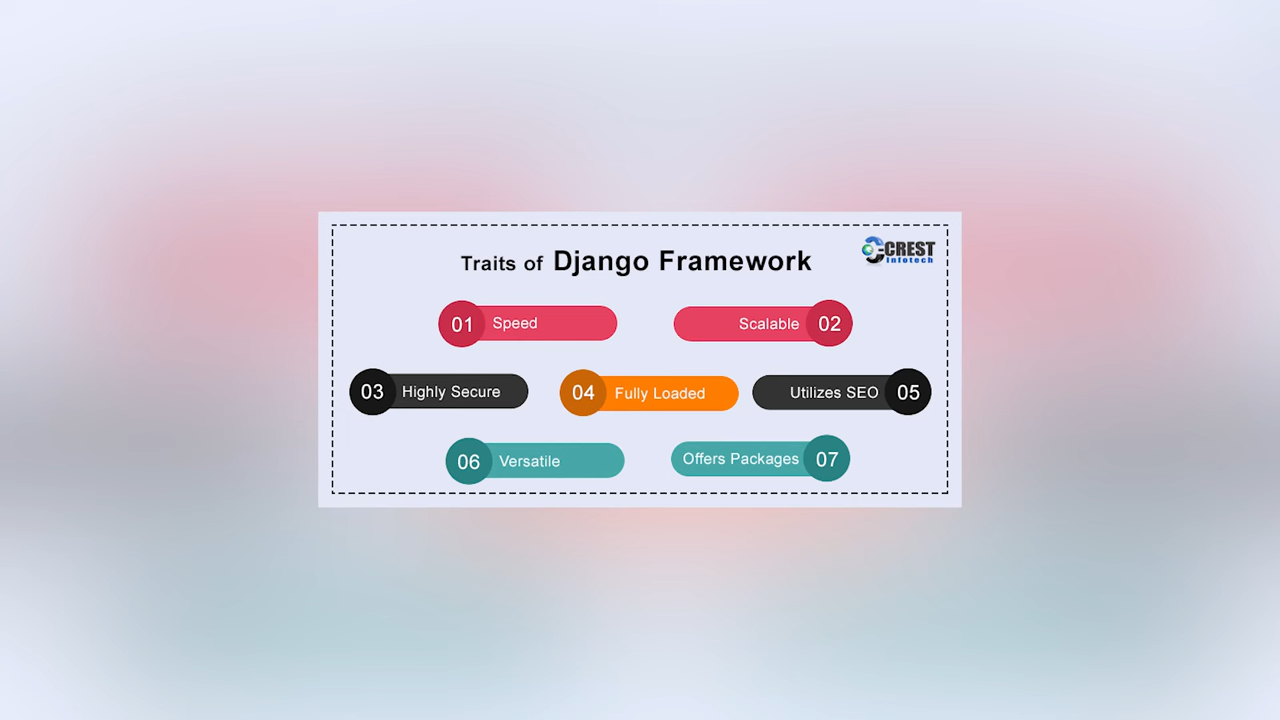 Traits of Django Framework
CREST
Infotech
01 Speed
Scalable 02
03 Highly Secure
04 Fully Loaded
Utilizes SEO 05
06 Versatile
Offers Packages 07